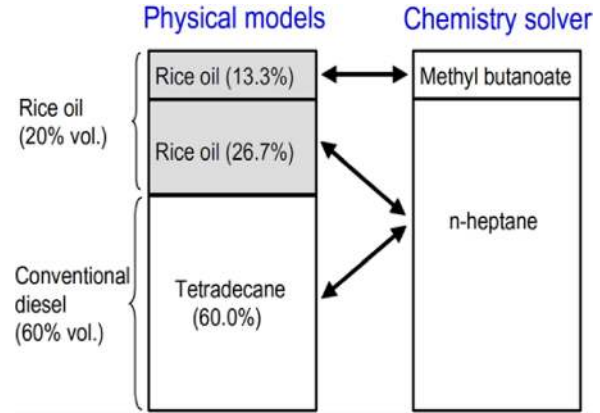 Physical models
Chemistry solver
Rice oil
(20% vol.)
Rice oil (13.3%)
Methyl butanoate
Rice oil (26.7%)
n-heptane
Conventional
diesel
(60% vol.)
Tetradecane
(60.0%)